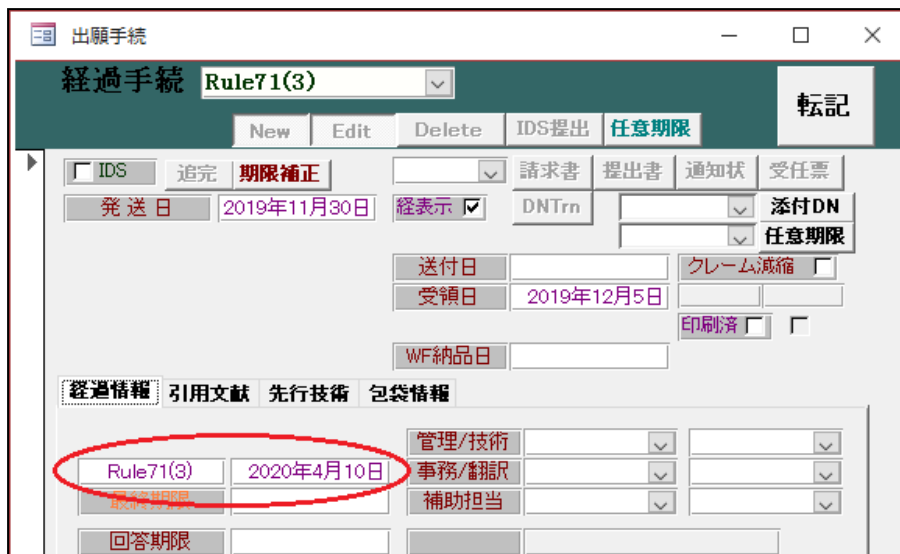 出願手続
経過手続 Rule71(3)
転記
New Edit Delete IDS提出 任意期限
IDS 追完 期限補正 請求書 提出書 通知状 受任票
発送日 2019年11月30日 経表示 DNTrn 添付DN
任意期限
送付日 クレーム減縮
受領日 2019年12月5日
印刷済
WF納品日
経過情報 引用文献 先行技術 包袋情報
管理/技術
Rule71(3) 2020年4月10日 事務/翻訳
最終期限 補助担当
回答期限